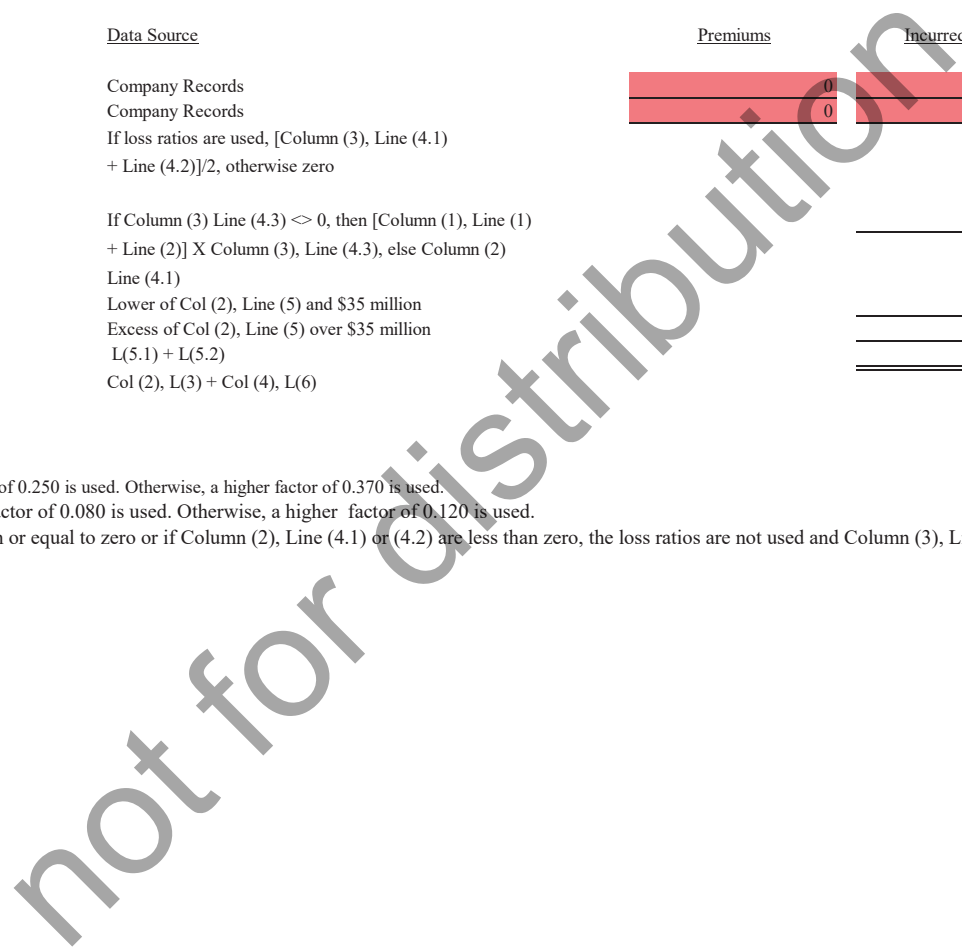 Data Source Premiums Incurred
Company Records 0
Company Records 0
If loss ratios are used, [Column (3), Line (4.1)
+ Line (4.2)]/2, otherwise zero
If Column (3) Line (4.3) <> 0, then [Column (1), Line (1)
+ Line (2)] X Column (3), Line (4.3), else Column (2)
Line (4.1)
Lower of Col (2), Line (5) and $35 million
Excess of Col (2), Line (5) over $35 million
L(5.1) + L(5.2)
Col (2), L(3) + Col (4), L(6)
of 0.250 is used. Otherwise, a higher factor of 0.370 is used.
actor of 0.080 is used. Otherwise, a higher factor of 0.120 is used.
or equal to zero or if Column (2), Line (4.1) or (4.2) are less than zero, the loss ratios are not used and Column (3),
not for distribution